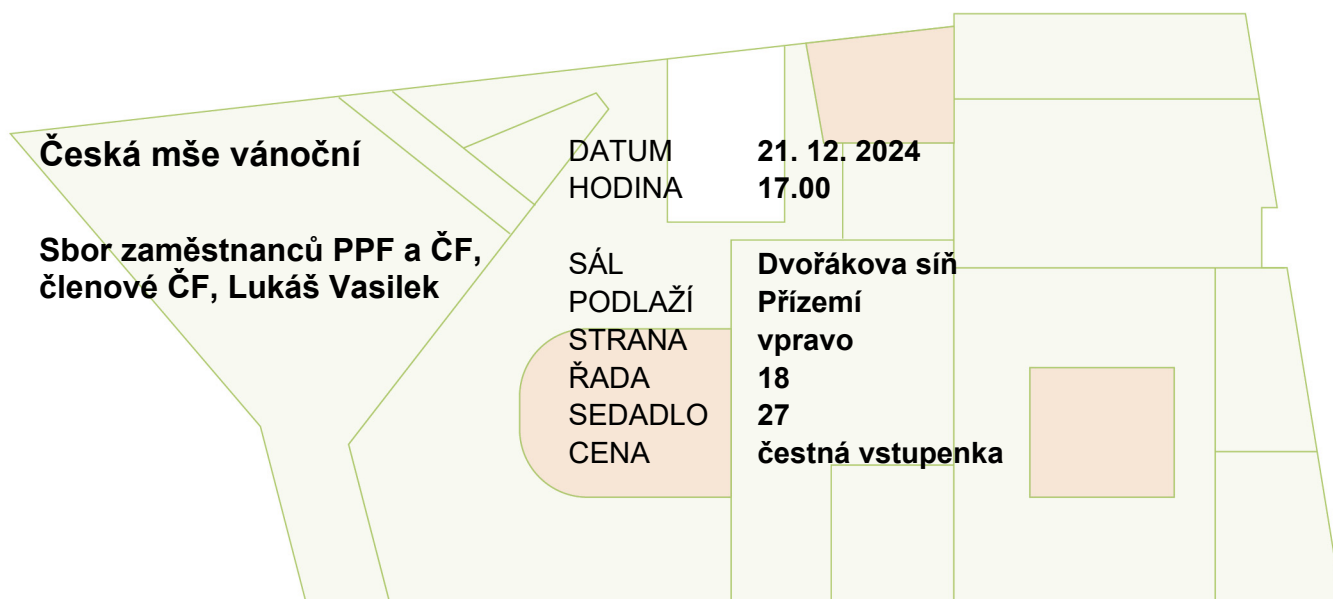 Česká mše vánoční
Sbor zaměstnanců PPF a ČF,
členové ČF, Lukáš Vasilek
DATUM 21. 12. 2024
HODINA 17.00
SÁL Dvořákova síň
PODLAŽÍ Přízemí
STRANA vpravo
ŘADA 18
SEDADLO 27
CENA čestná vstupenka